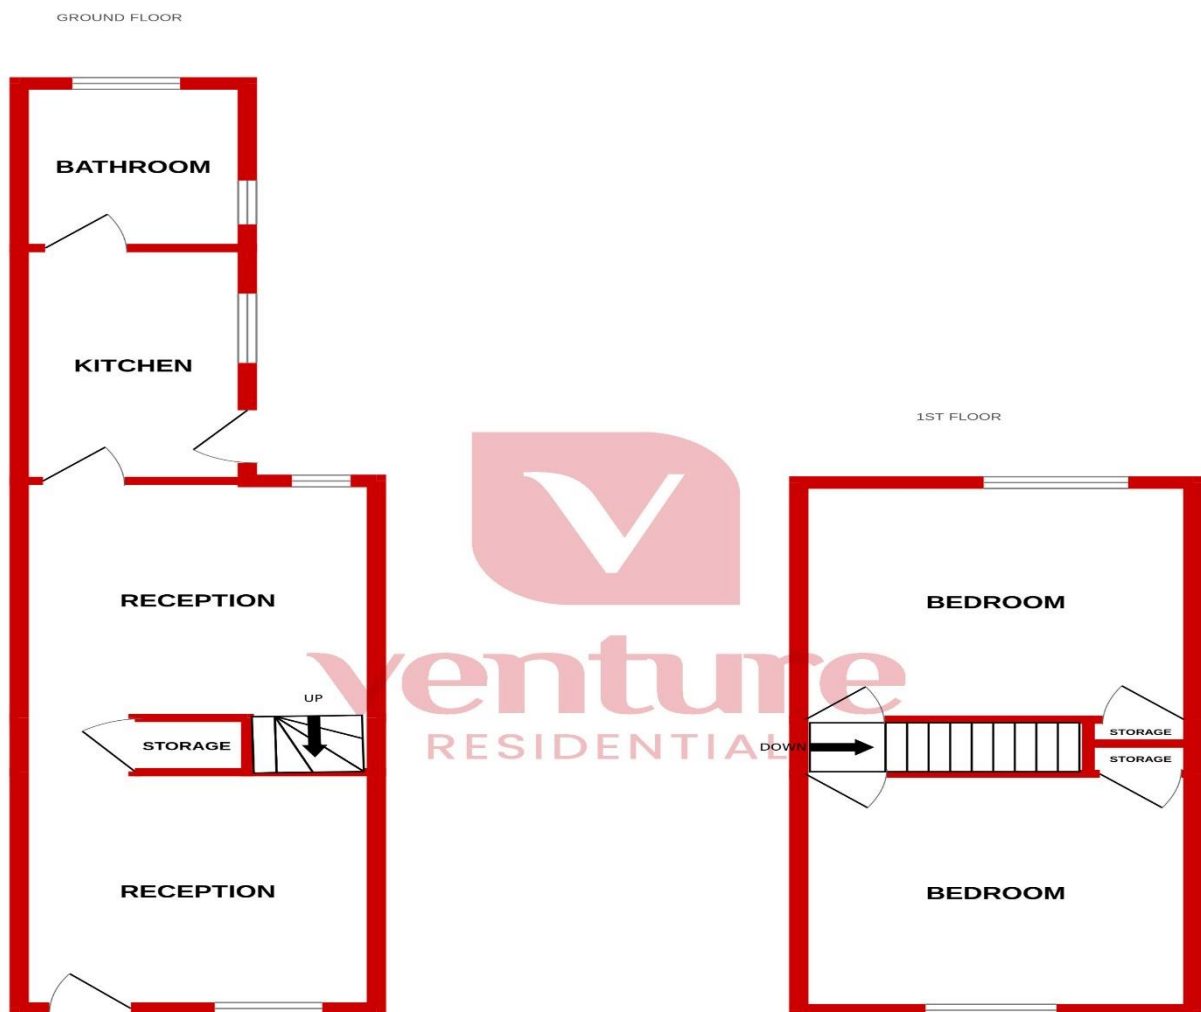 GROUND FLOOR
BATHROOM
KITCHEN
RECEPTION
UP
STORAGE
RECEPTION
venture
RESIDENTIAL
1ST FLOOR
BEDROOM
DOWN
STORAGE
STORAGE
BEDROOM